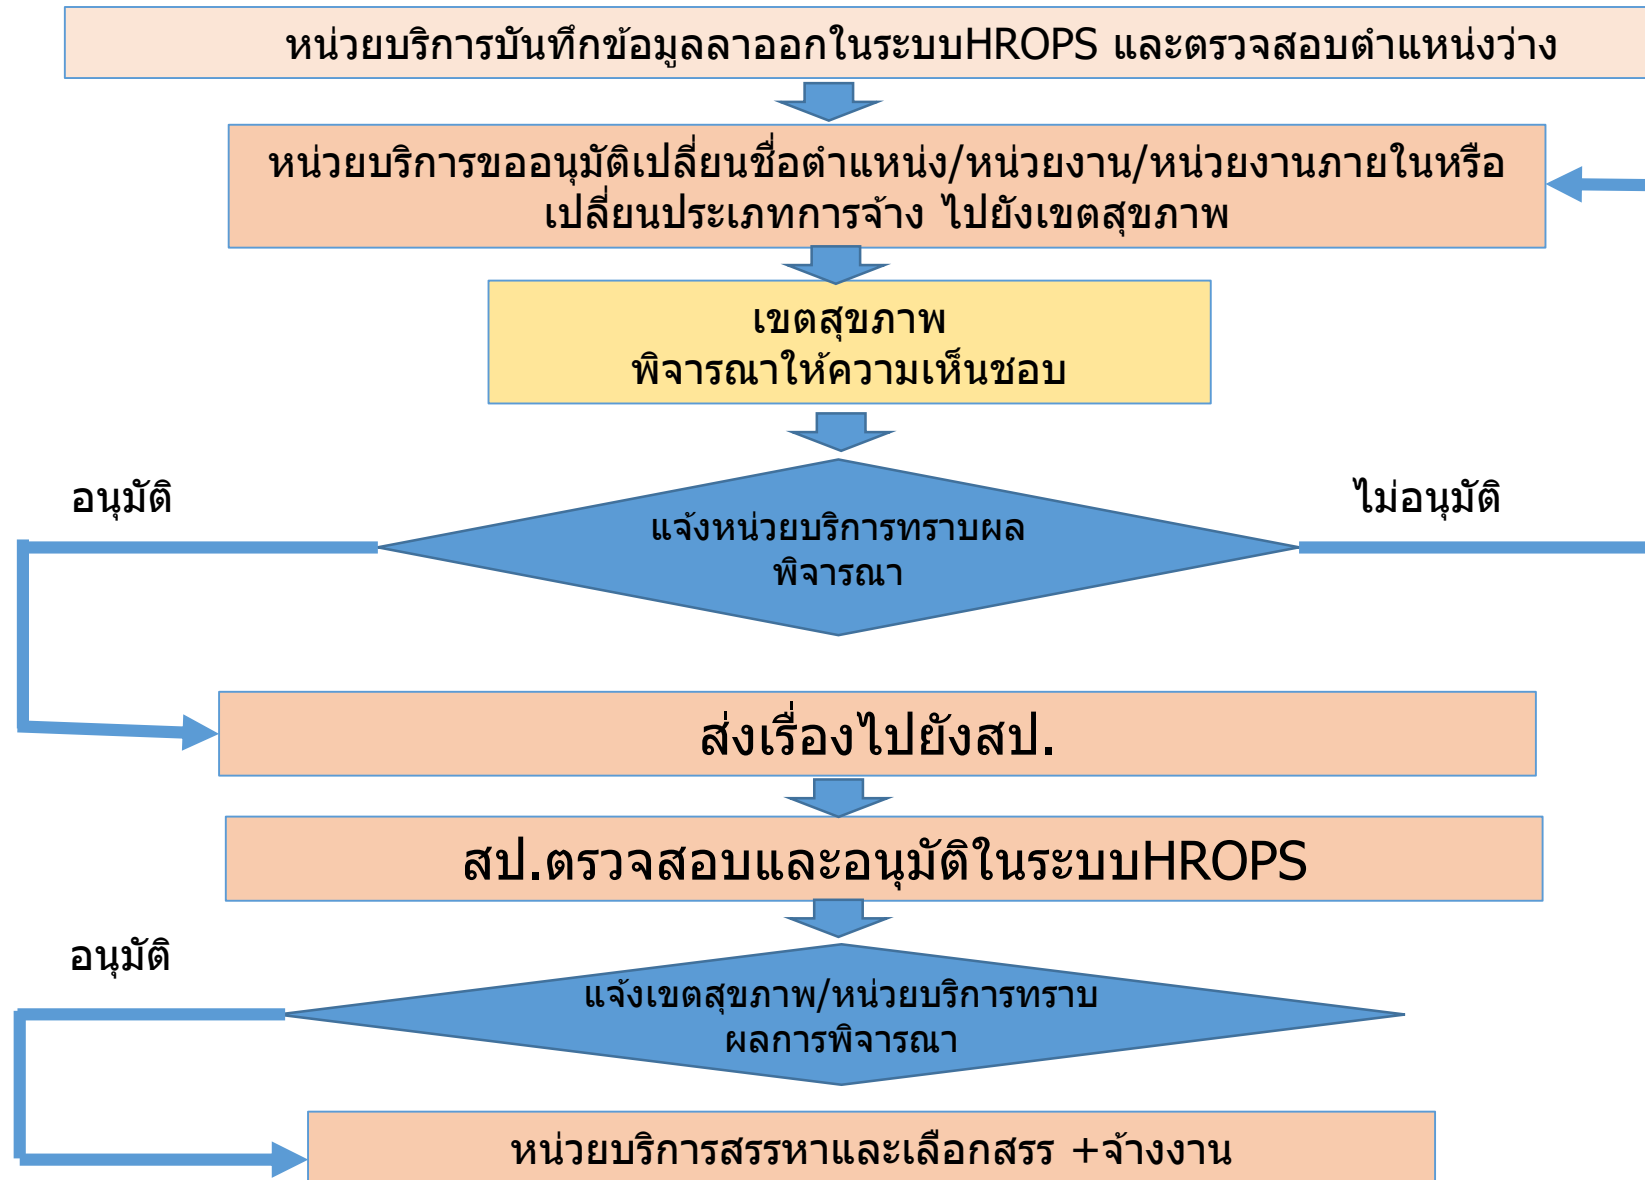 หน่วยบริการบันทึกข้อมูลลาออกในระบบHROPS และตรวจสอบตำแหน่งว่าง
หน่วยบริการขออนุมัติเปลี่ยนชื่อตำแหน่ง/หน่วยงาน/หน่วยงานภายในหรือ
เปลี่ยนประเภทการจ้าง ไปยังเขตสุขภาพ
เขตสุขภาพ
พิจารณาให้ความเห็นชอบ
อนุมัติ
ไม่อนุมัติ
แจ้งหน่วยบริการทราบผล
พิจารณา
ส่งเรื่องไปยังสป.
สป.ตรวจสอบและอนุมัติในระบบHROPS
อนุมัติ
แจ้งเขตสุขภาพ/หน่วยบริการทราบ
ผลการพิจารณา
หน่วยบริการสรรหาและเลือกสรร +จ้างงาน